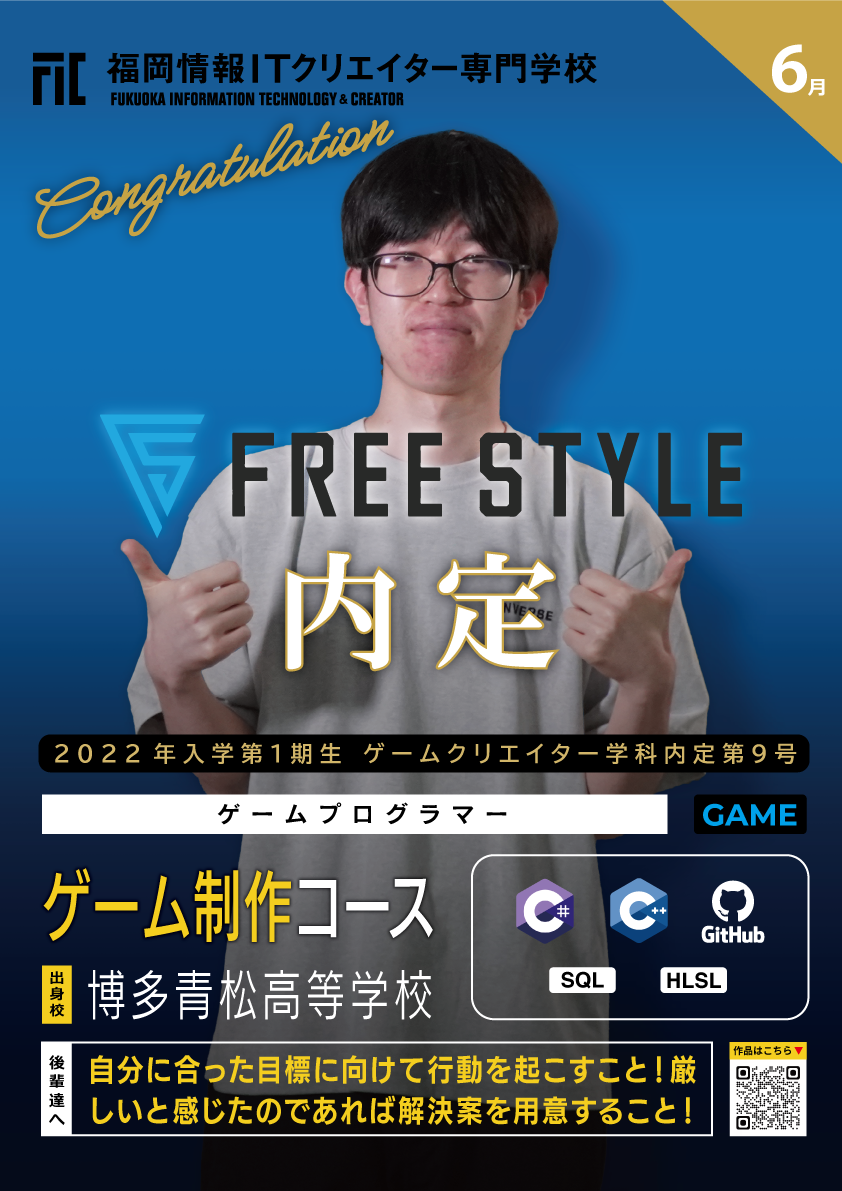 FIC 福岡情報ITクリエイター専門学校
FUKUOKA INFORMATION TECHNOLOGY & CREATOR
6月
Congratulation
FREE STYLE
内定
2022年入学第1期生 ゲームクリエイター学科内定第9号
ゲームプログラマー
GAME
ゲーム制作コース
出身校
博多青松高等学校
C#
C++
GitHub
SQL
HLSL
後輩達へ
自分に合った目標に向けて行動を起こすこと！厳
しいと感じたのであれば解決案を用意すること！
作品はこちら▼